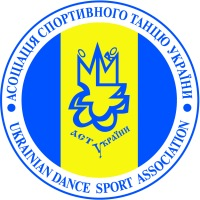 АСОЦІАЦІЯ СПОРТИВНОГО ТАНЦЮ УКРАЇНИ
АСТ України
UKRAINIAN DANCE SPORT ASSOCIATION